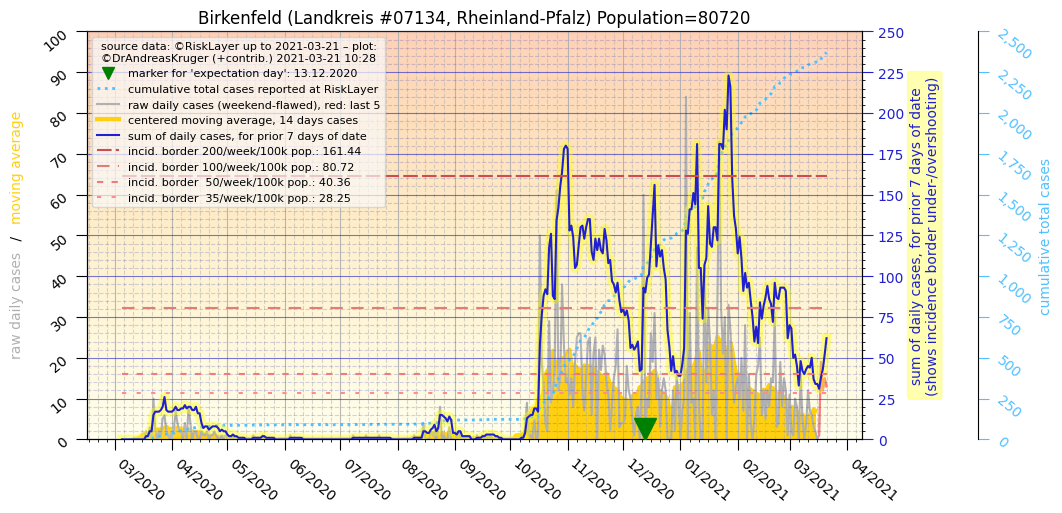 Birkenfeld (Landkreis #07134, Rheinland-Pfalz) Population=80720
source data: ©RiskLayer up to 2021-03-21 – plot:
©DrAndreasKruger (+contrib.) 2021-03-21 10:28
marker for 'expectation day': 13.12.2020
cumulative total cases reported at RiskLayer
raw daily cases (weekend-flawed), red: last 5
centered moving average, 14 days cases
sum of daily cases, for prior 7 days of date
incid. border 200/week/100k pop.: 161.44
incid. border 100/week/100k pop.: 80.72
incid. border  50/week/100k pop.: 40.36
incid. border  35/week/100k pop.: 28.25
raw daily cases  /  moving average
100
90
80
70
60
50
40
30
20
10
0
03/2020
04/2020
05/2020
06/2020
07/2020
08/2020
09/2020
10/2020
11/2020
12/2020
01/2021
02/2021
03/2021
04/2021
250
225
200
175
150
125
100
75
50
25
0
sum of daily cases, for prior 7 days of date
(shows incidence border under-/overshooting)
2,500
2,250
2,000
1,750
1,500
1,250
1,000
750
500
250
0
cumulative total cases